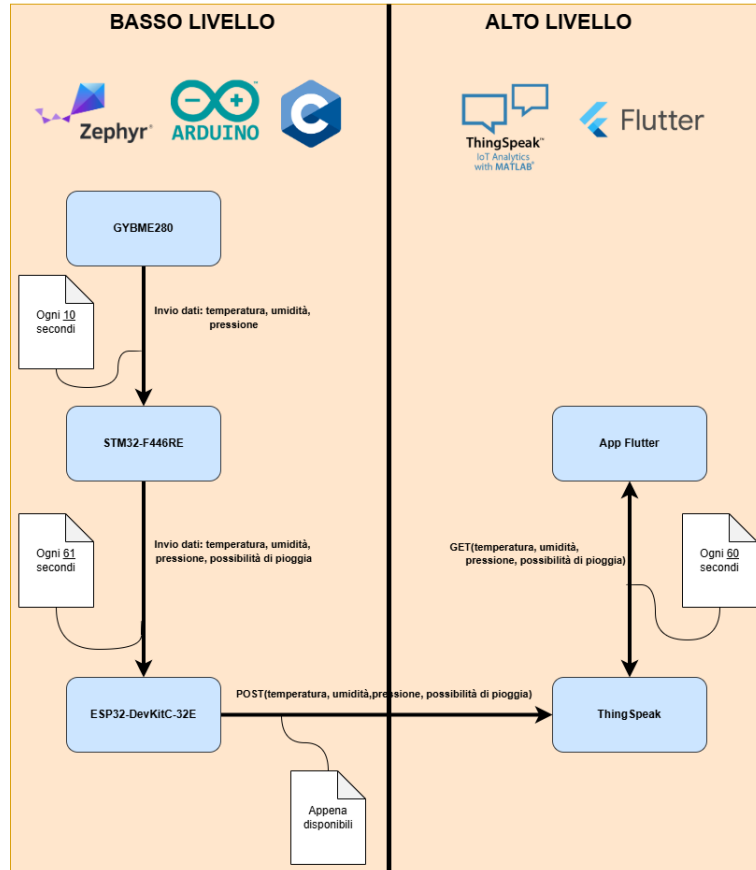 BASSO LIVELLO
ALTO LIVELLO
Zephyr®
ARDUINO™
C
ThingSpeak™
IoT Analytics
with MATLAB®
Flutter
GYBME280
Ogni 10
secondi
Invio dati: temperatura, umidità,
pressione
STM32-F446RE
App Flutter
Ogni 61
secondi
Invio dati: temperatura, umidità,
pressione, possibilità di pioggia
GET(temperatura, umidità,
pressione, possibilità di pioggia)
Ogni 60
secondi
ESP32-DevKitC-32E
POST(temperatura, umidità,pressione, possibilità di pioggia)
ThingSpeak
Appena
disponibili